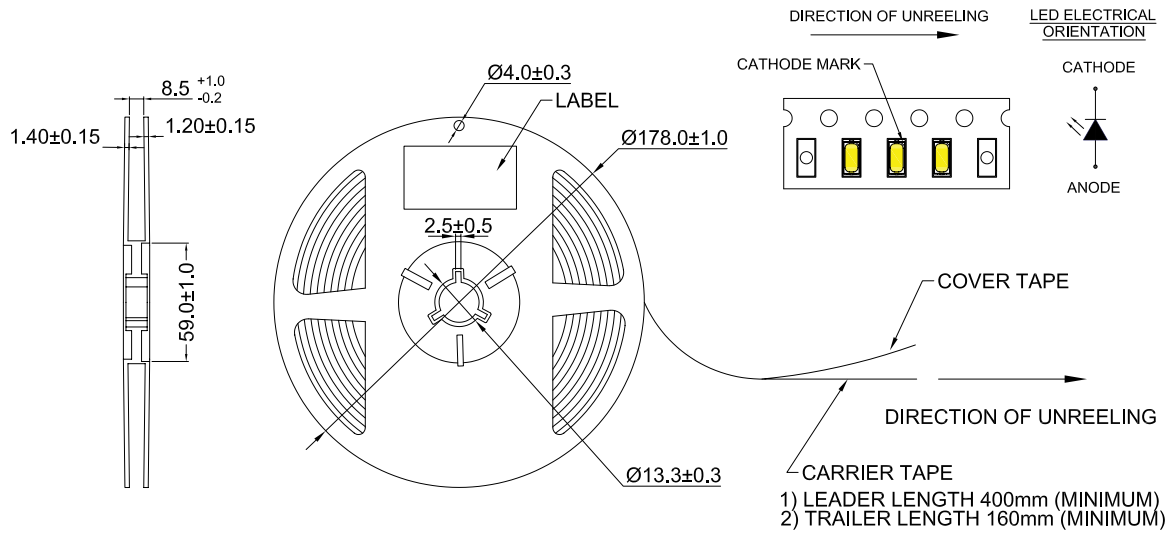 DIRECTION OF UNREELING
LED ELECTRICAL
ORIENTATION
CATHODE MARK
CATHODE
ANODE
8.5 +1.0
-0.2
1.40±0.15
1.20±0.15
59.0±1.0
Ø4.0±0.3
LABEL
Ø178.0±1.0
2.5±0.5
Ø13.3±0.3
COVER TAPE
DIRECTION OF UNREELING
CARRIER TAPE
1) LEADER LENGTH 400mm (MINIMUM)
2) TRAILER LENGTH 160mm (MINIMUM)